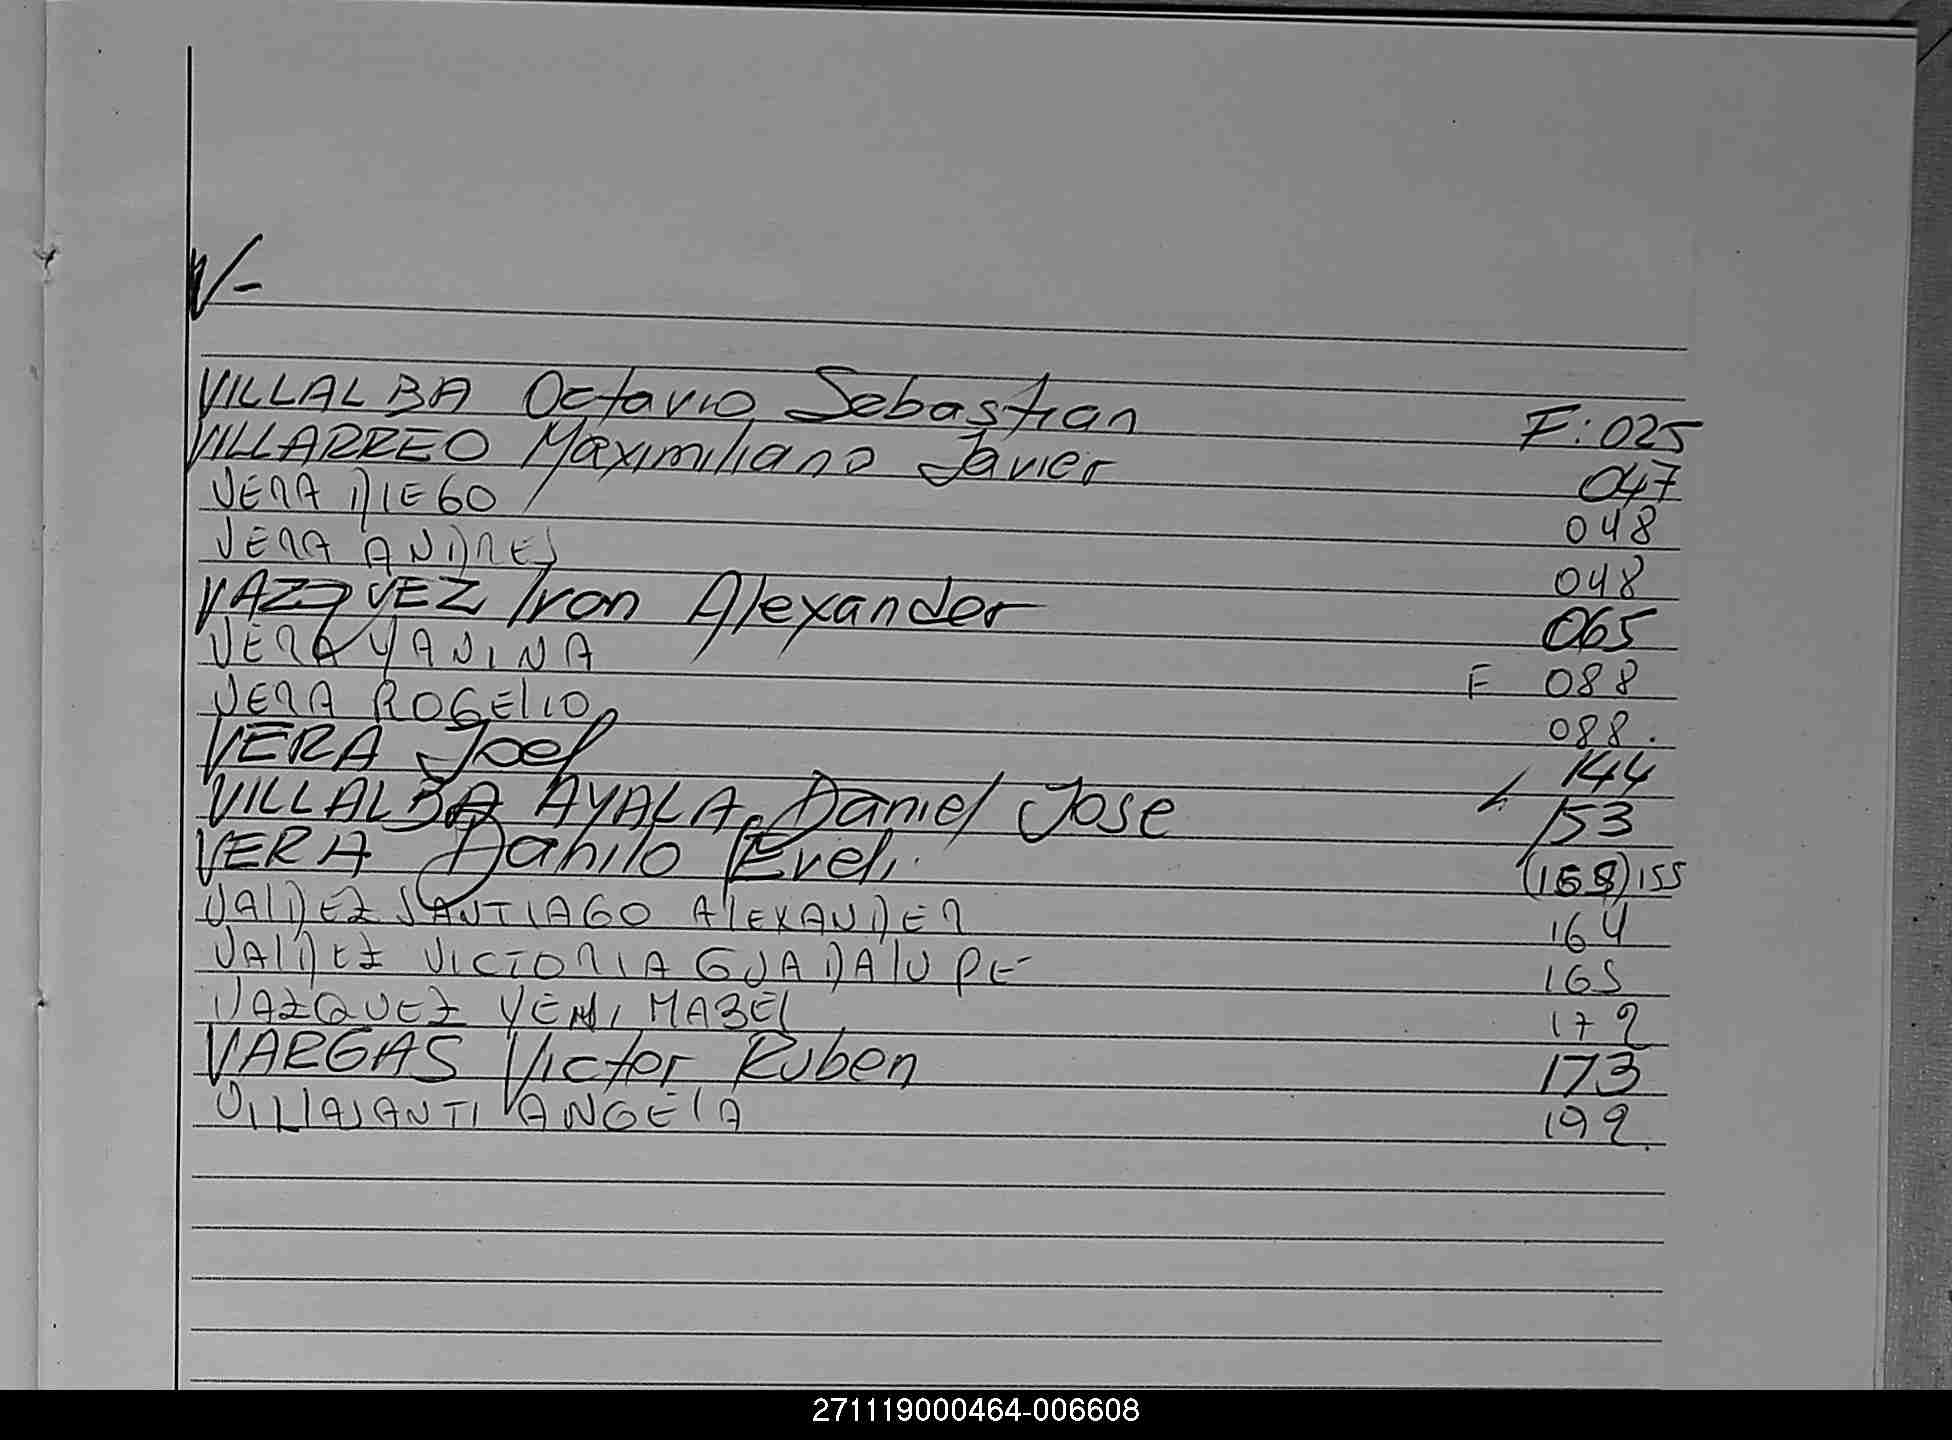 V-
VILLALBA Octavio Sebastian F: 025
VILLARREO Maximiliano Javier 047
VERA DIEGO 048
VERA ANDRES 048
VAZQUEZ Iron Alexander 065
VERA YANINA F 088
VERA ROGELIO 088.
VERA Joel 144
VILLALBA AYALA, Daniel Jose 153
VERA Danilo Eveli. (168) 155
VALDEZ SANTIAGO ALEXANDER 164
VALDEZ VICTORIA GUADALUPE 165
VAZQUEZ YENI MABEL 172
VARGAS Victor Ruben 173
VILLASANTI ANGELA 192.
271119000464-006608